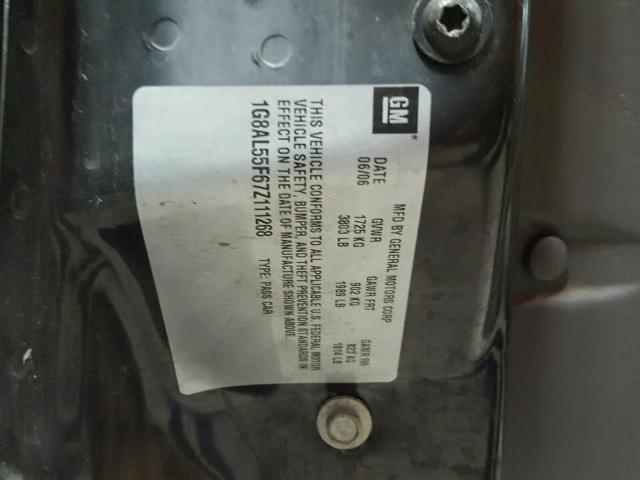 GM
MFD BY GENERAL MOTORS CORP
DATE GVWR GAWR FRT GAWR RR
06/06 1725 KG 902 KG 823 KG
3803 LB 1989 LB 1814 LB
THIS VEHICLE CONFORMS TO ALL APPLICABLE U.S. FEDERAL MOTOR
VEHICLE SAFETY, BUMPER, AND THEFT PREVENTION STANDARDS IN
EFFECT ON THE DATE OF MANUFACTURE SHOWN ABOVE.
1G8AL55F67Z111268 TYPE: PASS CAR